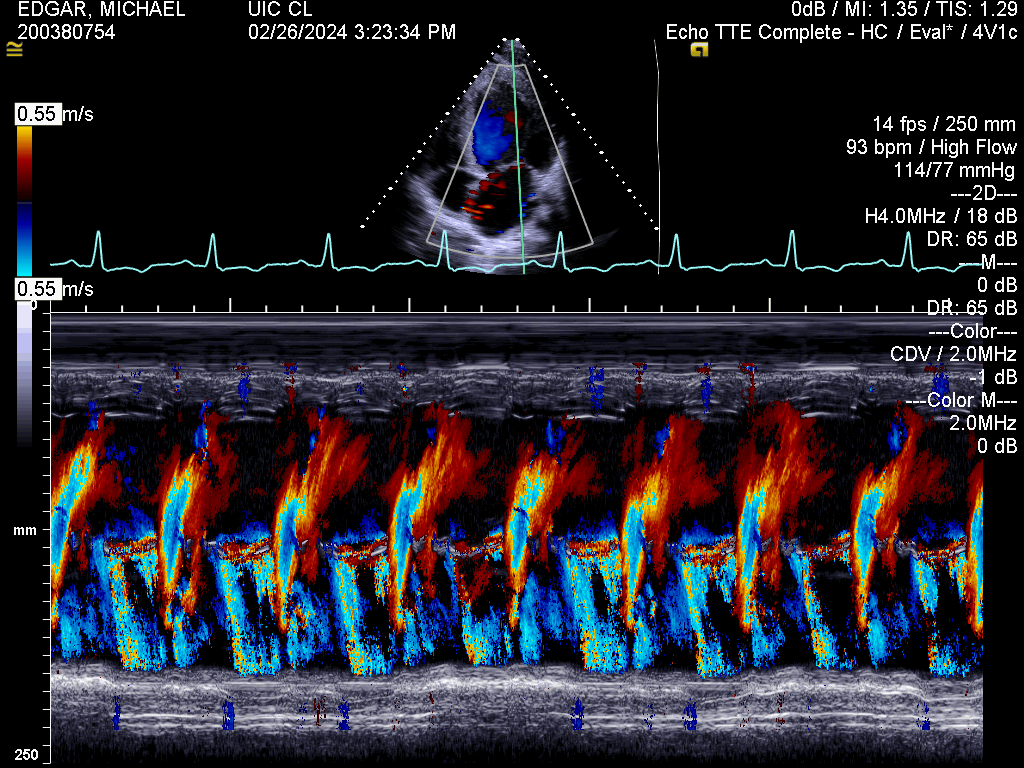 EDGAR, MICHAEL UIC CL 0dB / MI: 1.35 / TIS: 1.29
200380754 02/26/2024 3:23:34 PM Echo TTE Complete - HC / Eval* / 4V1c
0.55 m/s
14 fps / 250 mm
93 bpm / High Flow
114/77 mmHg
---2D---
H4.0MHz / 18 dB
DR: 65 dB
---M---
0.55 m/s
0 dB
0
DR: 65 dB
---Color---
CDV / 2.0MHz
-1 dB
---Color M---
2.0MHz
0 dB
mm
250